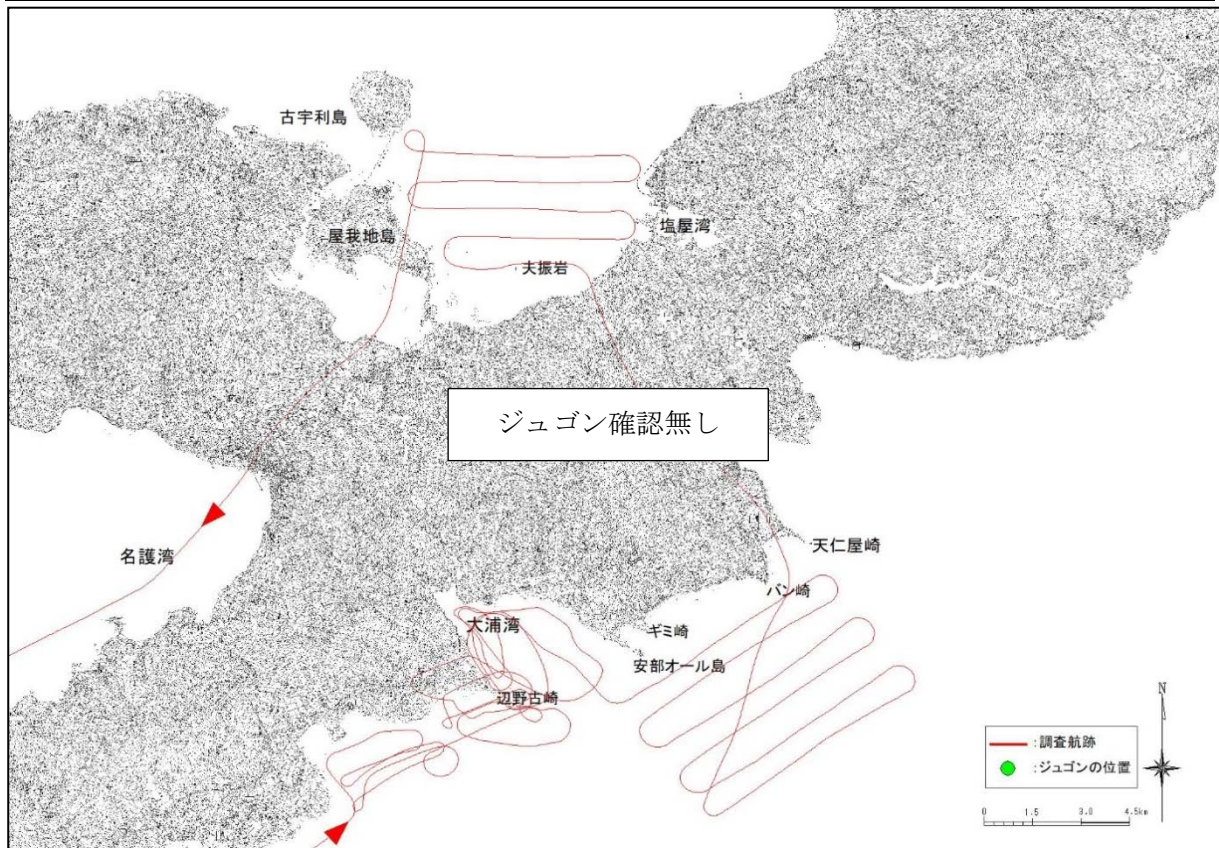 古宇利島
屋我地島
塩屋湾
夫振岩
ジュゴン確認無し
天仁屋崎
名護湾
バン崎
大浦湾
ギミ崎
安部オール島
辺野古崎
N
:調査航跡
:ジュゴンの位置
0 1.5 3.0 4.5km